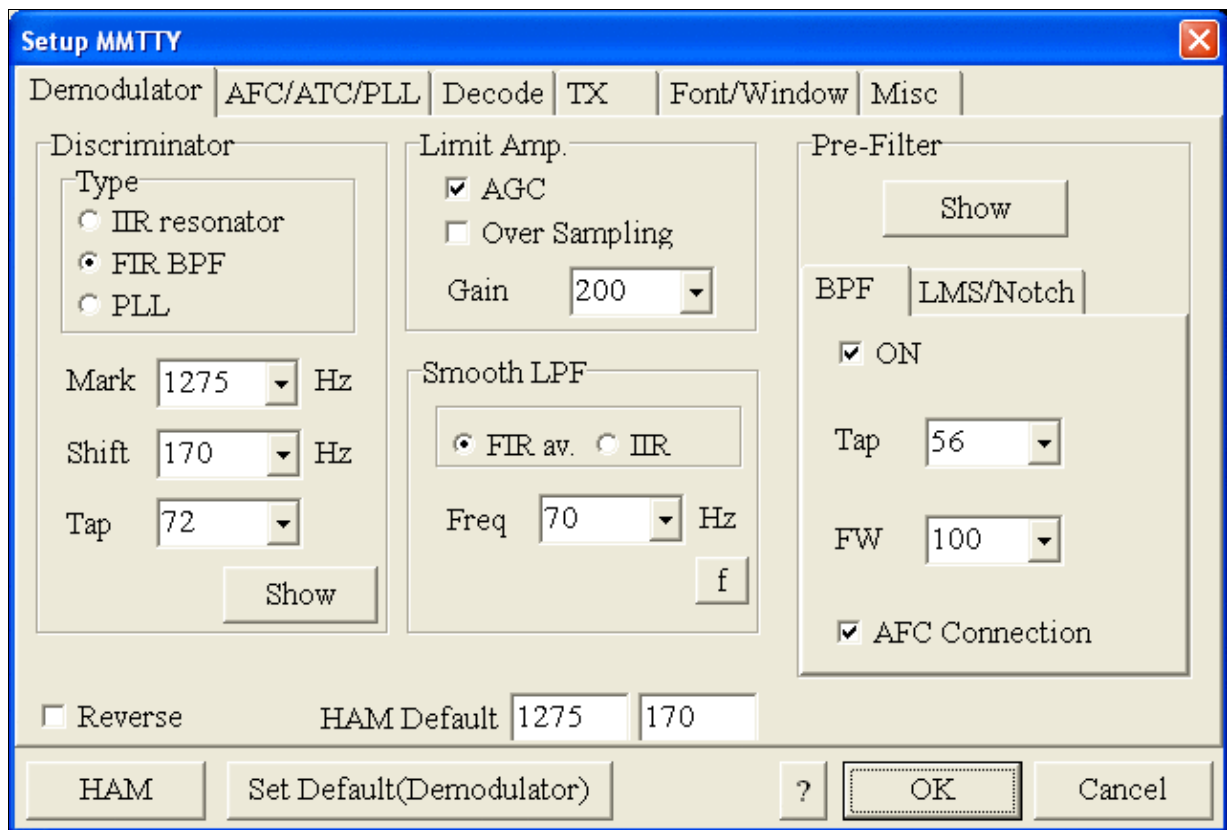 Setup MMTTY
Demodulator
AFC/ATC/PLL
Decode
TX
Font/Window
Misc
Discriminator
Type
IIR resonator
FIR BPF
PLL
Mark 1275 Hz
Shift 170 Hz
Tap 72
Show
Limit Amp.
AGC
Over Sampling
Gain 200
Smooth LPF
FIR av. IIR
Freq 70 Hz
f
Pre-Filter
Show
BPF LMS/Notch
ON
Tap 56
FW 100
AFC Connection
Reverse
HAM Default 1275 170
HAM
Set Default(Demodulator)
?
OK
Cancel